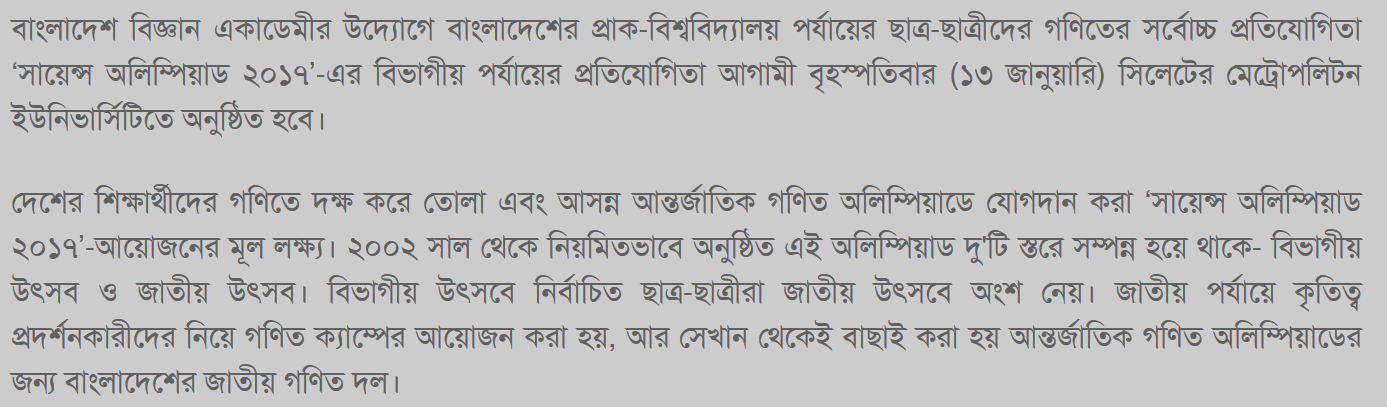 বাংলাদেশ বিজ্ঞান একাডেমীর উদ্যোগে বাংলাদেশের প্রাক-বিশ্ববিদ্যালয় পর্যায়ের ছাত্র-ছাত্রীদের গণিতের সর্বোচ্চ প্রতিযোগিতা
‘সায়েন্স অলিম্পিয়াড ২০১৭’-এর বিভাগীয় পর্যায়ের প্রতিযোগিতা আগামী বৃহস্পতিবার (১৩ জানুয়ারি) সিলেটের মেট্রোপলিটন
ইউনিভার্সিটিতে অনুষ্ঠিত হবে।
দেশের শিক্ষার্থীদের গণিতে দক্ষ করে তোলা এবং আসন্ন আন্তর্জাতিক গণিত অলিম্পিয়াডে যোগদান করা ‘সায়েন্স অলিম্পিয়াড
২০১৭’-আয়োজনের মূল লক্ষ্য। ২০০২ সাল থেকে নিয়মিতভাবে অনুষ্ঠিত এই অলিম্পিয়াড দু'টি স্তরে সম্পন্ন হয়ে থাকে- বিভাগীয়
উৎসব ও জাতীয় উৎসব। বিভাগীয় উৎসবে নির্বাচিত ছাত্র-ছাত্রীরা জাতীয় উৎসবে অংশ নেয়। জাতীয় পর্যায়ে কৃতিত্ব
প্রদর্শনকারীদের নিয়ে গণিত ক্যাম্পের আয়োজন করা হয়, আর সেখান থেকেই বাছাই করা হয় আন্তর্জাতিক গণিত অলিম্পিয়াডের
জন্য বাংলাদেশের জাতীয় গণিত দল।